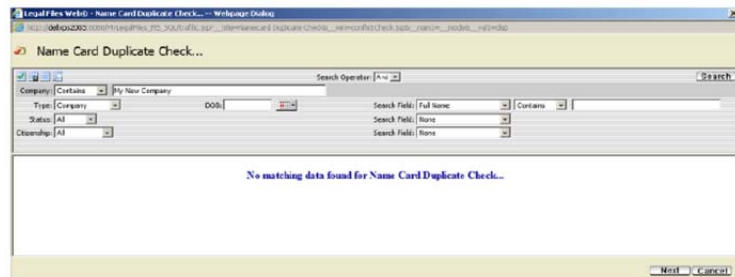 Legal Files Web® - Name Card Duplicate Check... -- Webpage Dialog
Name Card Duplicate Check...
Search Operator: And Search
Company: Contains My New Company
Type: Company DOB: Search Field: Full Name Contains
Status: All Search Field: None
Citizenship: All Search Field: None
No matching data found for Name Card Duplicate Check...
Next Cancel